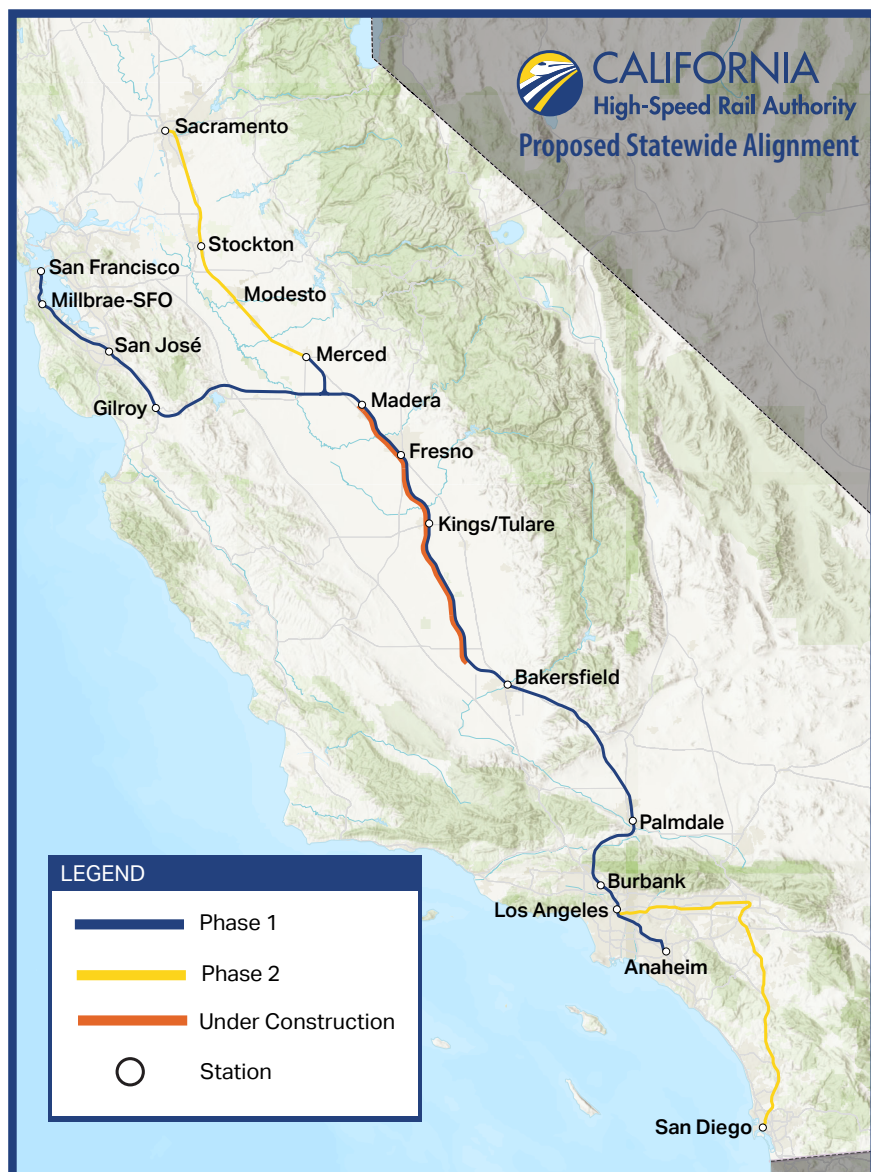 CALIFORNIA
High-Speed Rail Authority
Proposed Statewide Alignment
Sacramento
Stockton
San Francisco
Modesto
Millbrae-SFO
San José
Merced
Madera
Gilroy
Fresno
Kings/Tulare
Bakersfield
Palmdale
Burbank
Los Angeles
Anaheim
San Diego
LEGEND
Phase 1
Phase 2
Under Construction
Station